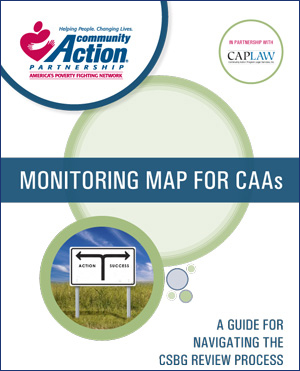 Helping People. Changing Lives.
community
Action
PARTNERSHIP
AMERICA'S POVERTY FIGHTING NETWORK
IN PARTNERSHIP WITH
CAPLAW
MONITORING MAP FOR CAAs
ACTION SUCCESS
A GUIDE FOR
NAVIGATING THE
CSBG REVIEW PROCESS